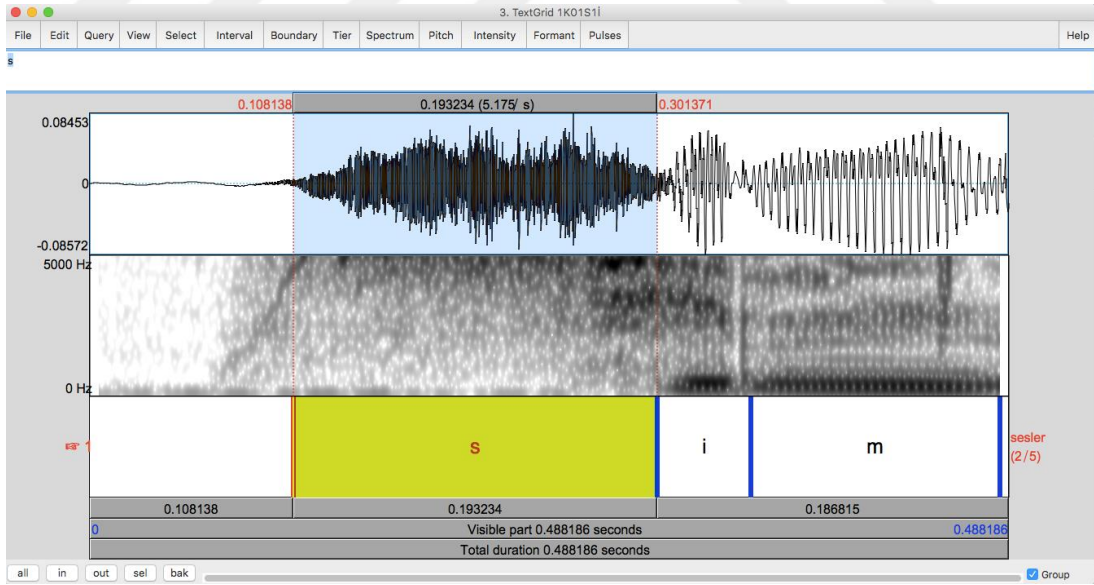 3. TextGrid 1K01S1İ
File Edit Query View Select Interval Boundary Tier Spectrum Pitch Intensity Formant Pulses Help
s
0.108138 0.193234 (5.175/ s) 0.301371
0.08453
0
-0.08572
5000 Hz
0 Hz
1 s i m sesler
(2/5)
0.108138 0.193234 0.186815
0 Visible part 0.488186 seconds 0.488186
Total duration 0.488186 seconds
all in out sel bak Group